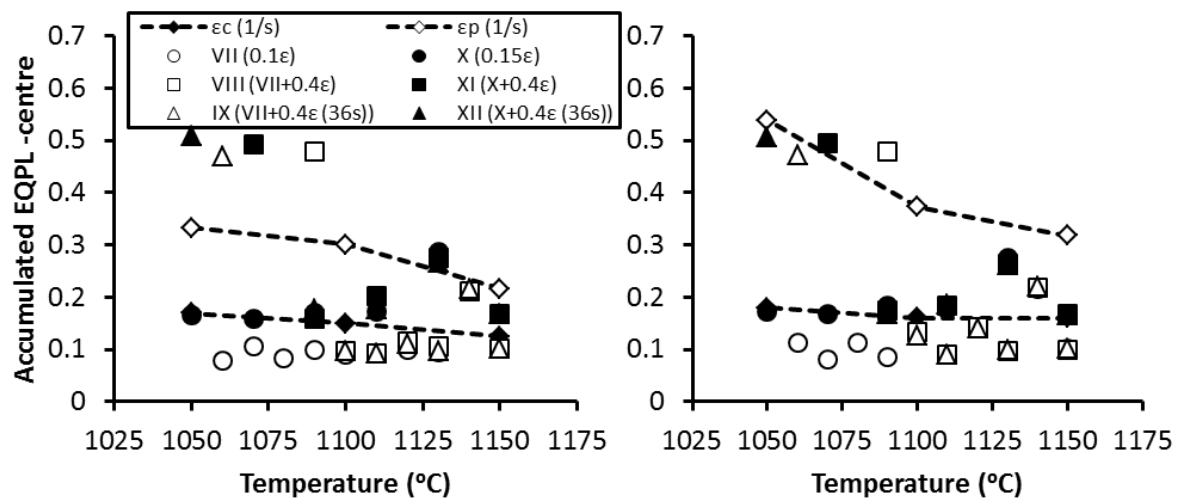 εc (1/s) εp (1/s)
VII (0.1ε) X (0.15ε)
VIII (VII+0.4ε) XI (X+0.4ε)
IX (VII+0.4ε (36s)) XII (X+0.4ε (36s))
Accumulated EQPL -centre
0.7
0.6
0.5
0.4
0.3
0.2
0.1
0
1025 1050 1075 1100 1125 1150 1175
Temperature (ºC)
0.7
0.6
0.5
0.4
0.3
0.2
0.1
0
1025 1050 1075 1100 1125 1150 1175
Temperature (ºC)